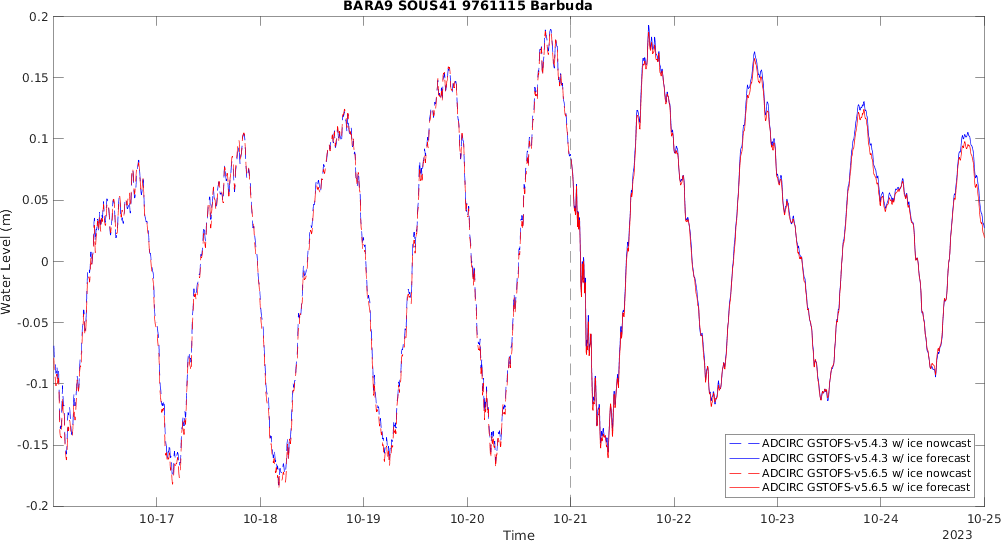 BARA9 SOUS41 9761115 Barbuda
0.2
0.15
0.1
0.05
0
-0.05
-0.1
-0.15
-0.2
Water Level (m)
10-17 10-18 10-19 10-20 10-21 10-22 10-23 10-24 10-25
Time
2023
ADCIRC GSTOFS-v5.4.3 w/ ice nowcast
ADCIRC GSTOFS-v5.4.3 w/ ice forecast
ADCIRC GSTOFS-v5.6.5 w/ ice nowcast
ADCIRC GSTOFS-v5.6.5 w/ ice forecast